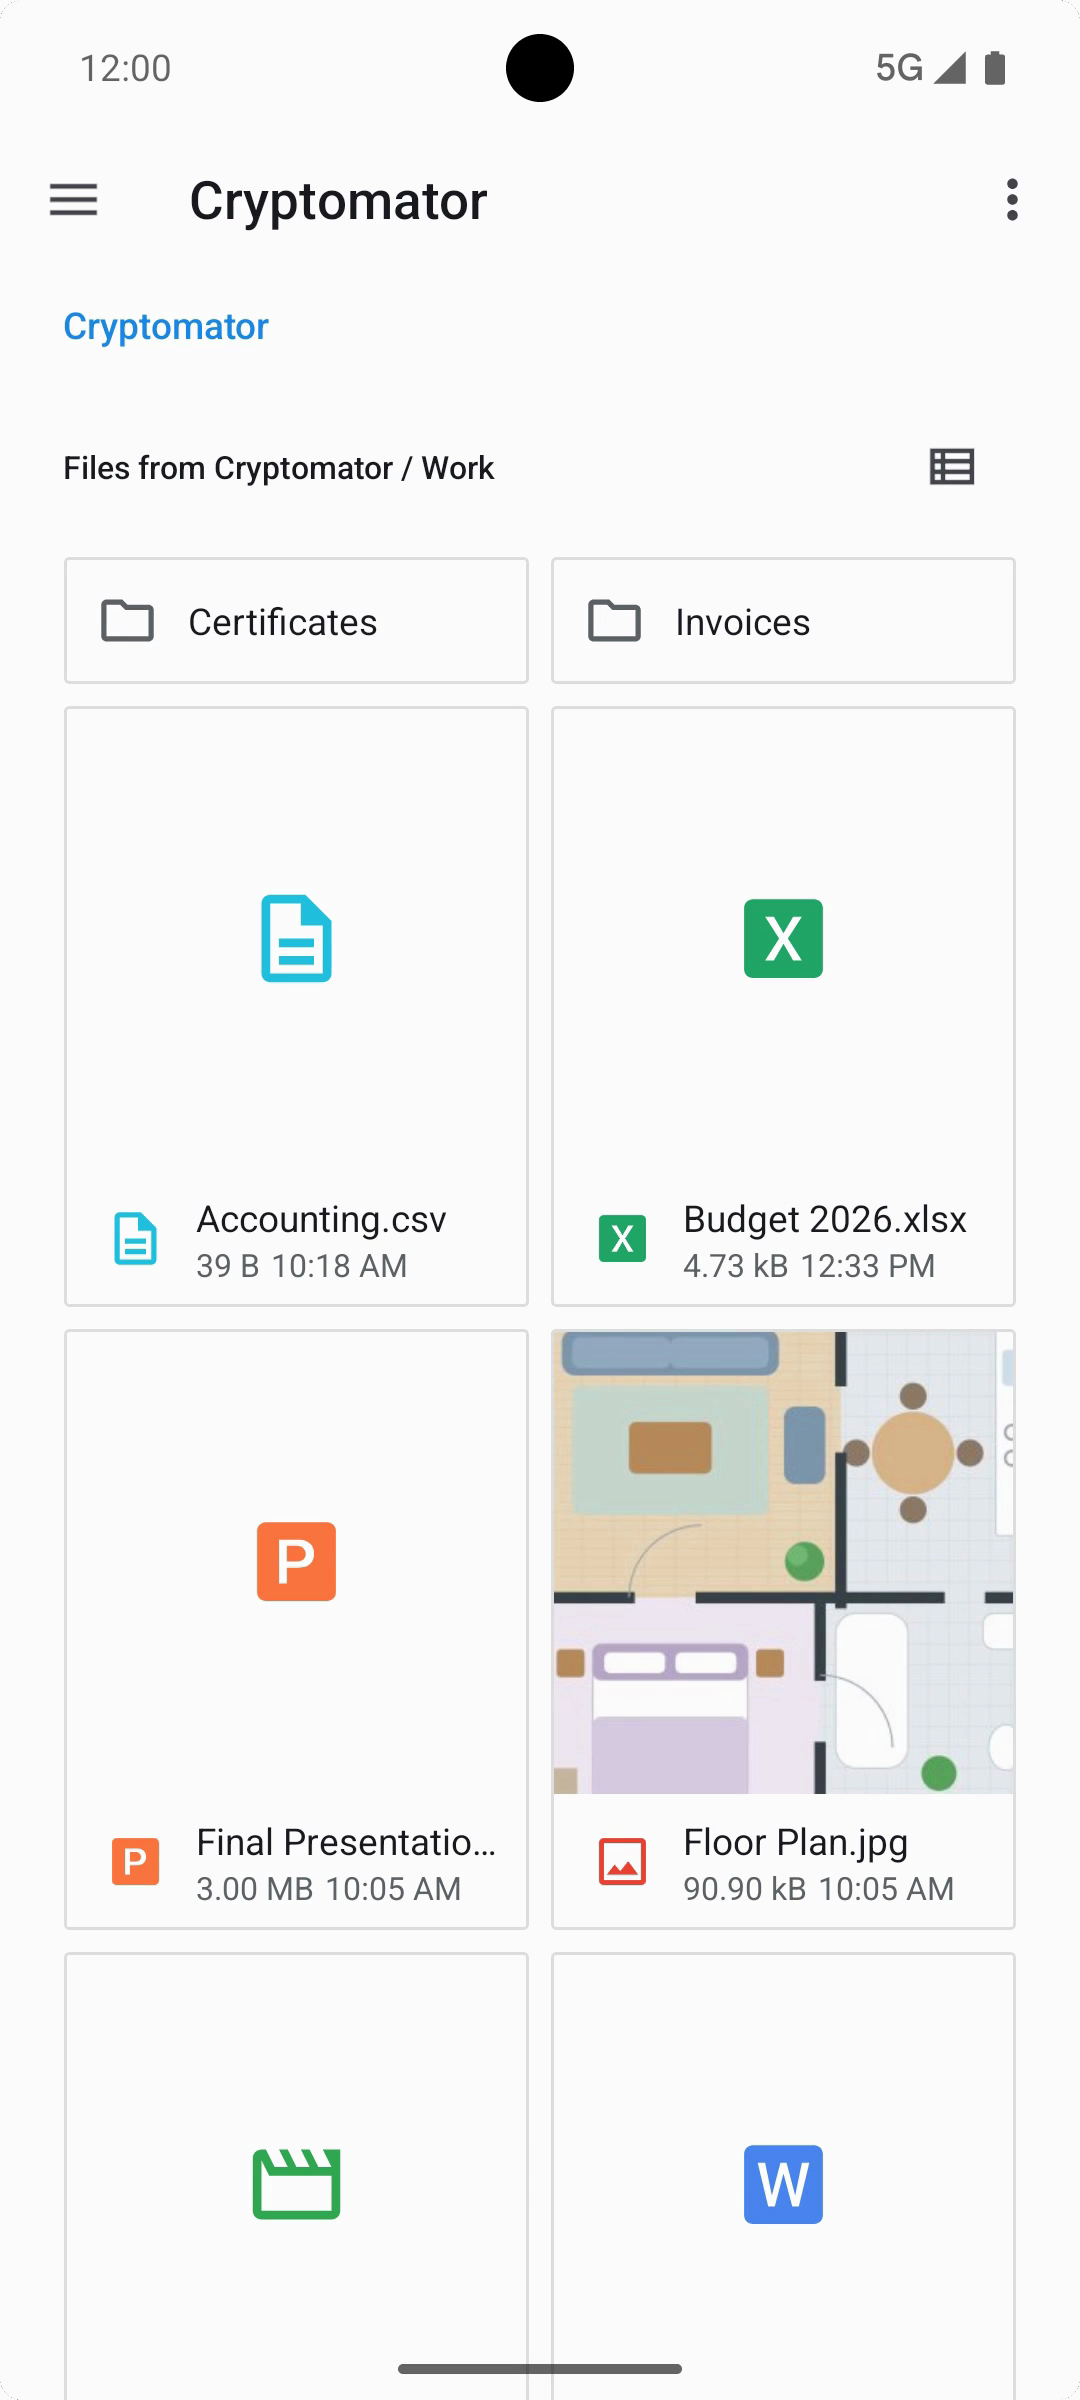 12:00
5G
Cryptomator
Cryptomator
Files from Cryptomator / Work
Certificates
Invoices
X
Accounting.csv
39 B 10:18 AM
X
Budget 2026.xlsx
4.73 kB 12:33 PM
P
P
Final Presentatio...
3.00 MB 10:05 AM
Floor Plan.jpg
90.90 kB 10:05 AM
W